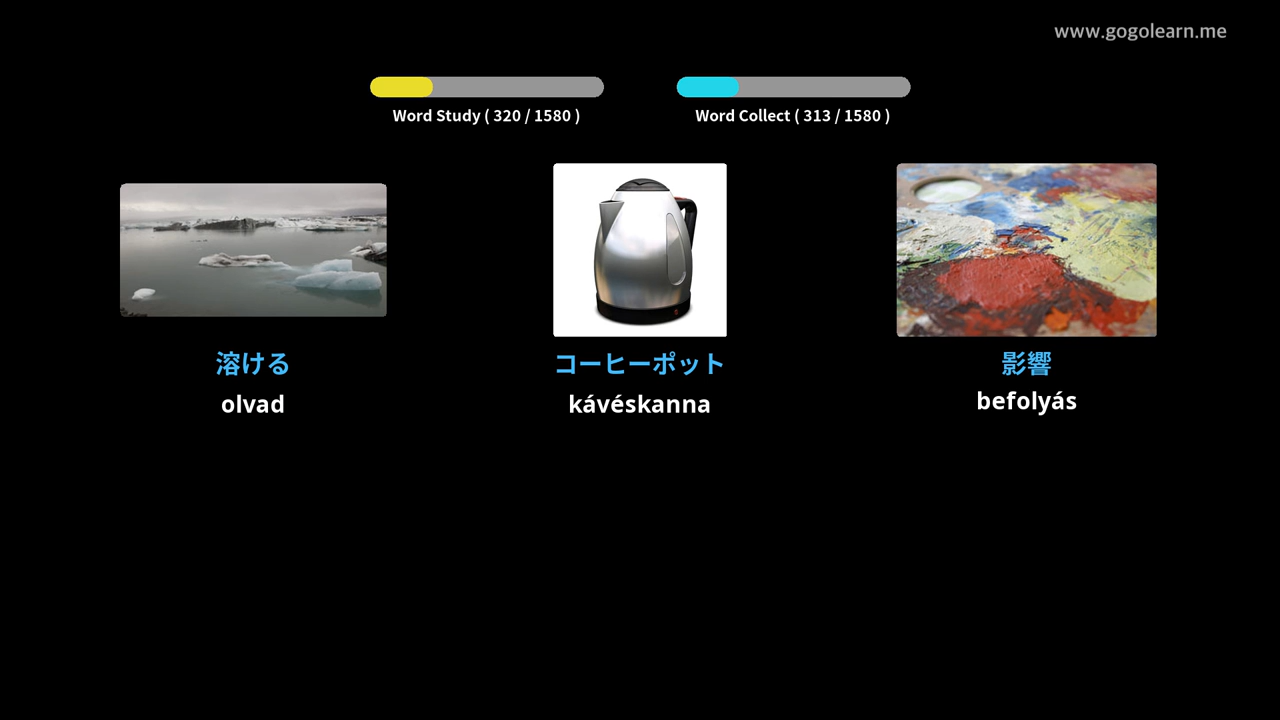 www.gogolearn.me
Word Study ( 320 / 1580 )
Word Collect ( 313 / 1580 )
溶ける
コーヒーポット
影響
olvad
kávéskanna
befolyás